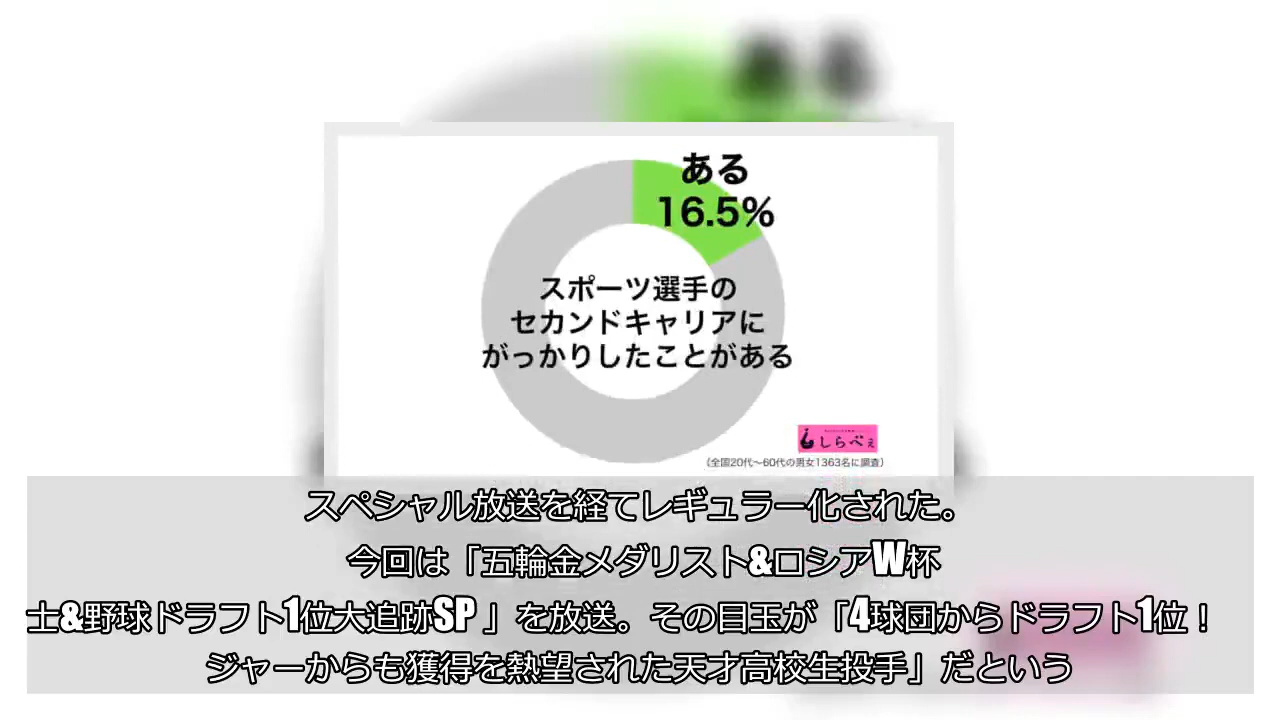 ある
16.5%
スポーツ選手の
セカンドキャリアに
がっかりしたことがある
しらべぇ
（全国20代〜60代の男女1363名に調査）
スペシャル放送を経てレギュラー化された。
今回は「五輪金メダリスト&ロシアW杯
士&野球ドラフト1位大追跡SP」を放送。その目玉が「4球団からドラフト1位！
ジャーからも獲得を熱望された天才高校生投手」だという